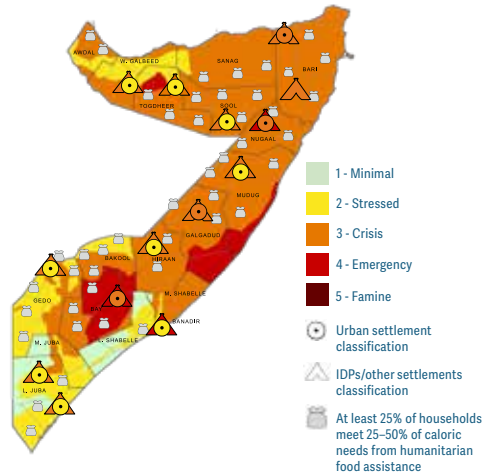 AWDAL
W. GALBEED
SANAG
BARI
TOGDHEER
SOOL
NUGAAL
MUDUG
GALGADUD
HIRAAN
BAKOOL
GEDO
BAY
M. SHABELLE
BANADIR
L. SHABELLE
M. JUBA
L. JUBA
1 - Minimal
2 - Stressed
3 - Crisis
4 - Emergency
5 - Famine
Urban settlement
classification
IDPs/other settlements
classification
At least 25% of households
meet 25–50% of caloric
needs from humanitarian
food assistance